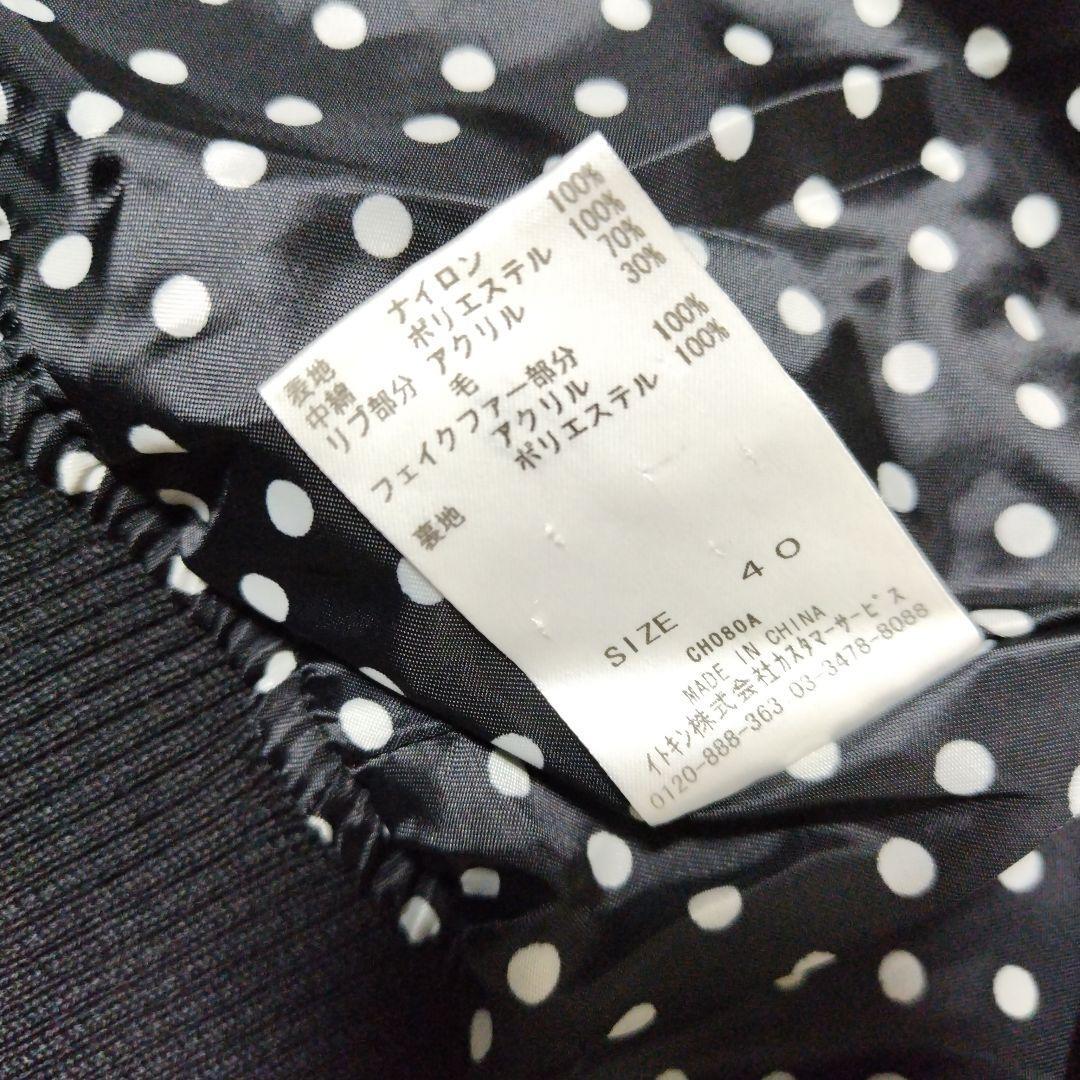 表地 ナイロン 100%
中綿 ポリエステル 100%
リブ部分 アクリル 70%
毛 30%
フェイクファー部分
アクリル 100%
裏地 ポリエステル 100%
SIZE 40
CH080A
MADE IN CHINA
イトキン株式会社カスタマーサービス
0120-888-363 03-3478-8088